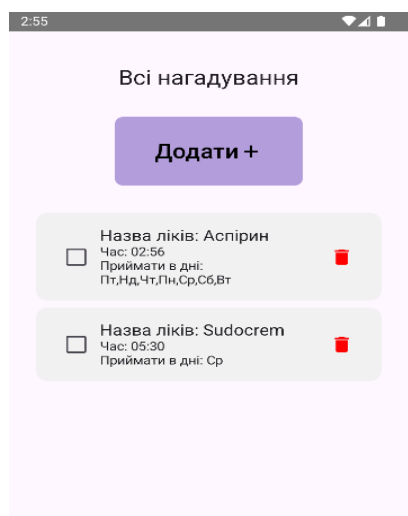 2:55
Всі нагадування
Додати +
Назва ліків: Аспірин
Час: 02:56
Приймати в дні:
Пт,Нд,Чт,Пн,Ср,Сб,Вт
Назва ліків: Sudocrem
Час: 05:30
Приймати в дні: Ср